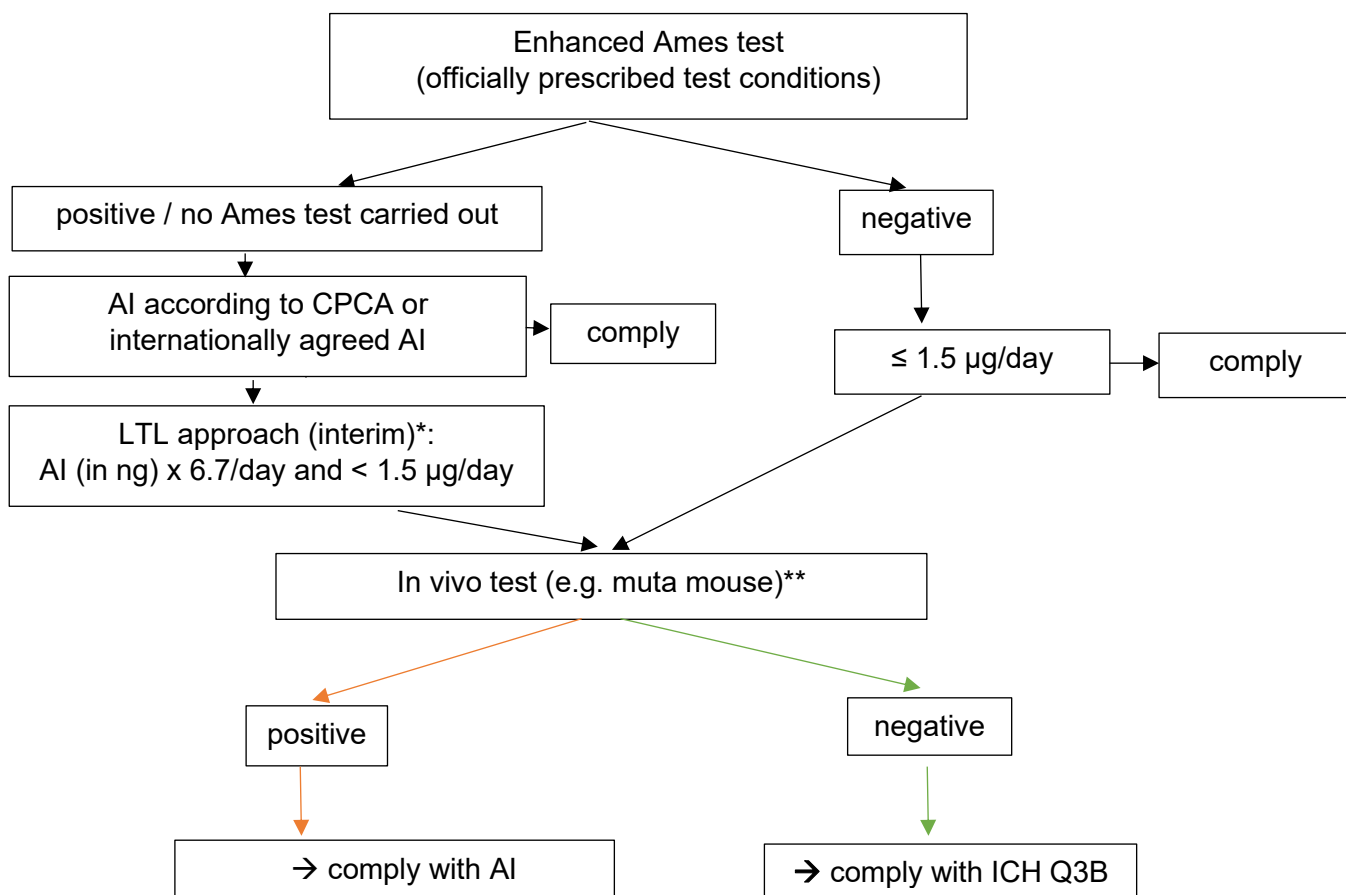 Enhanced Ames test
(officially prescribed test conditions)
positive / no Ames test carried out
negative
AI according to CPCA or
internationally agreed AI
comply
≤ 1.5 µg/day
comply
LTL approach (interim)*:
AI (in ng) x 6.7/day and < 1.5 µg/day
In vivo test (e.g. muta mouse)**
positive
negative
→ comply with AI
→ comply with ICH Q3B